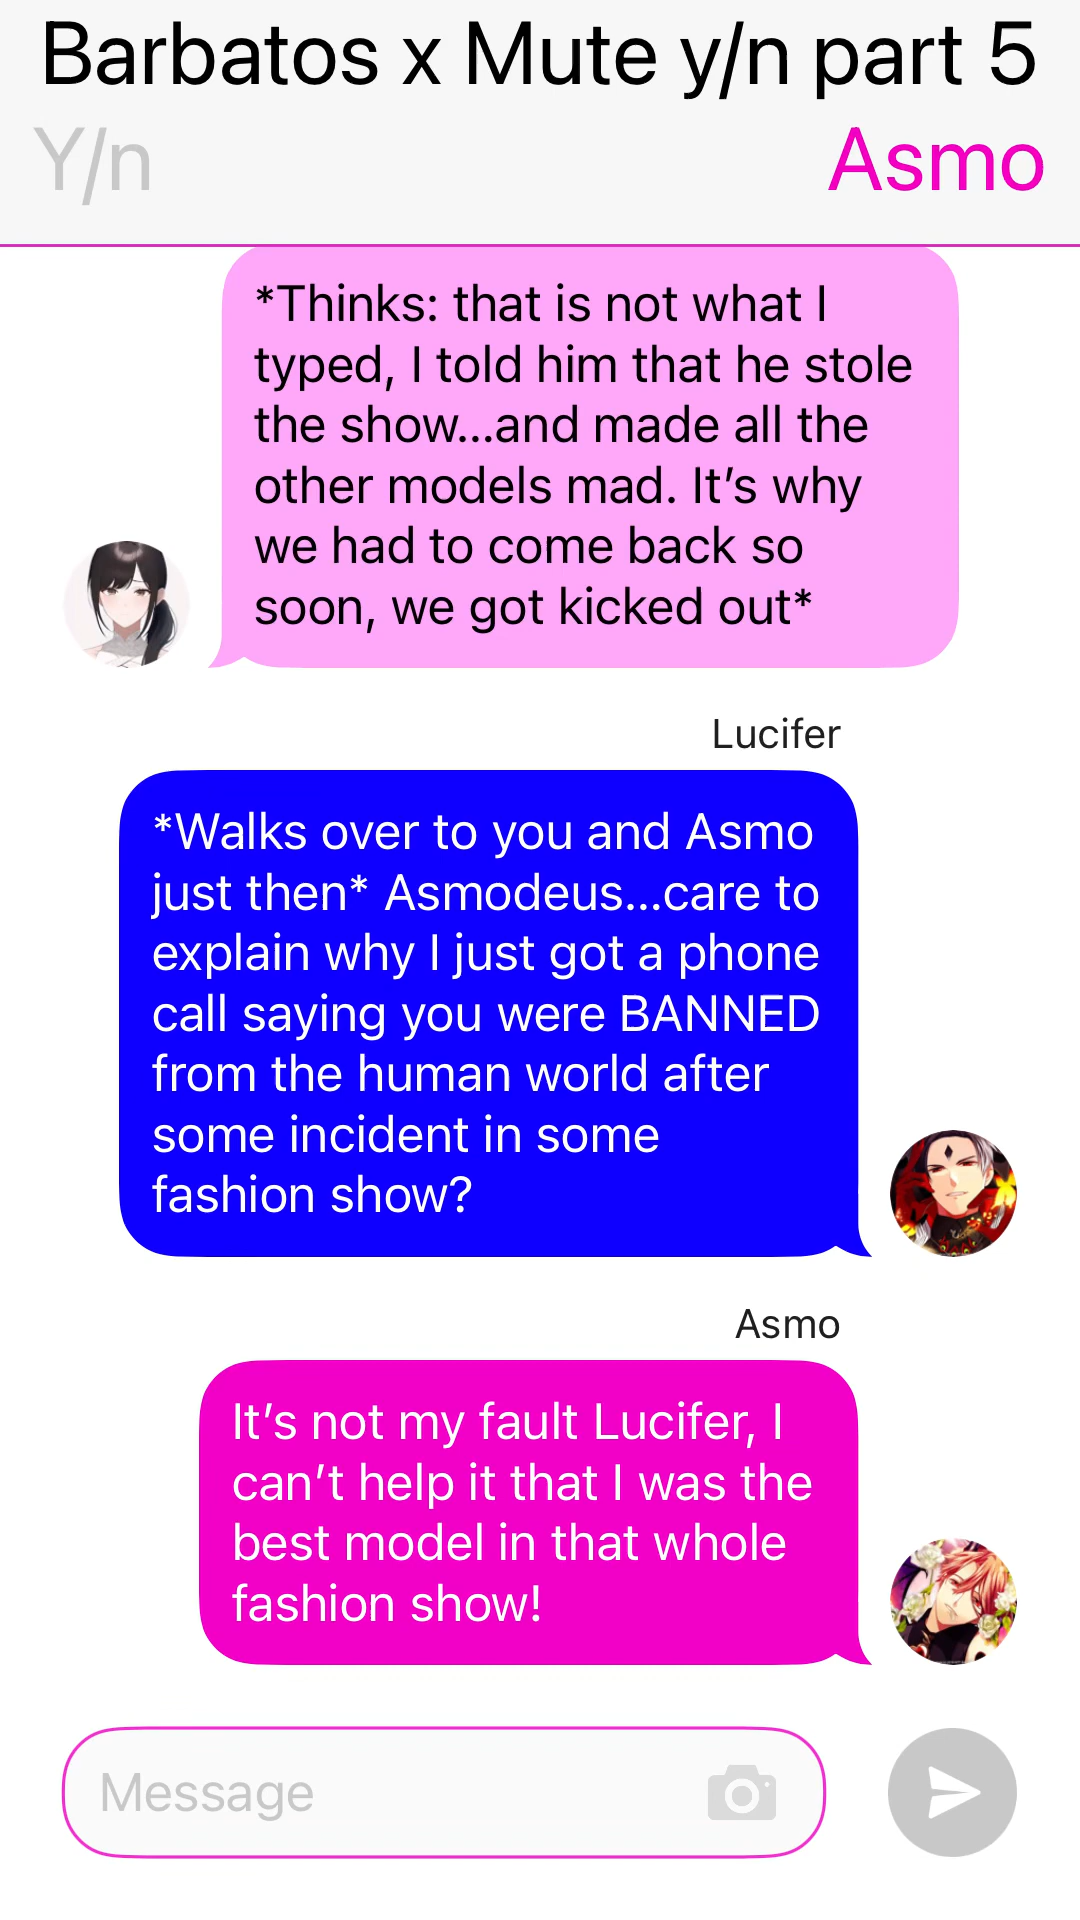 Barbatos x Mute y/n part 5
Y/n
Asmo
*Thinks: that is not what I
typed, I told him that he stole
the show...and made all the
other models mad. It’s why
we had to come back so
soon, we got kicked out*
Lucifer
*Walks over to you and Asmo
just then* Asmodeus...care to
explain why I just got a phone
call saying you were BANNED
from the human world after
some incident in some
fashion show?
Asmo
It’s not my fault Lucifer, I
can’t help it that I was the
best model in that whole
fashion show!
Message